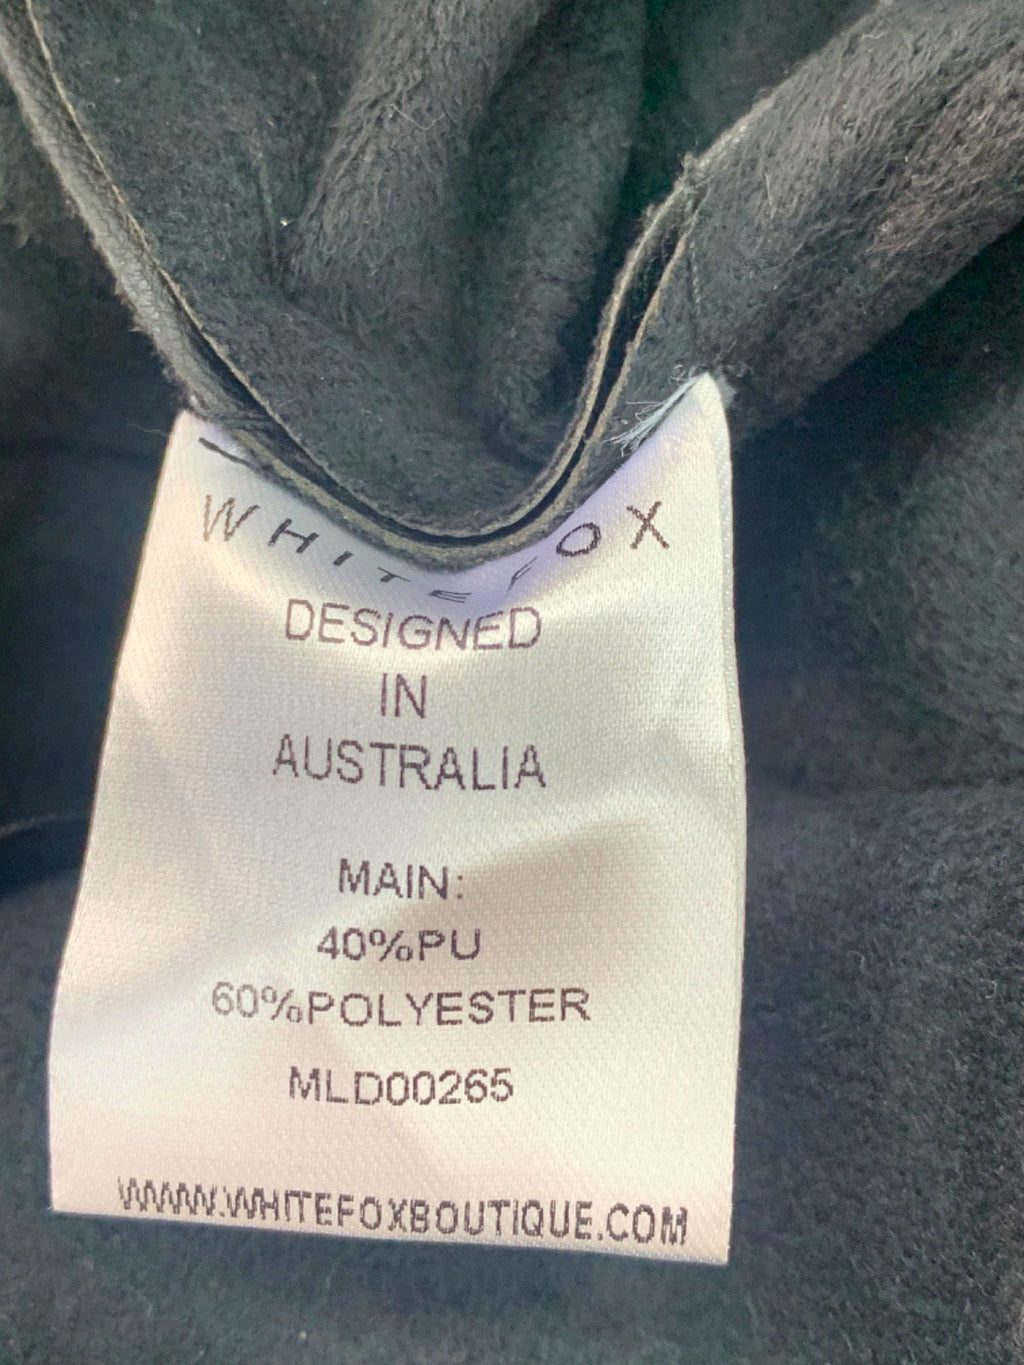 WHITE FOX
DESIGNED
IN
AUSTRALIA
MAIN:
40%PU
60%POLYESTER
MLD00265
WWW.WHITEFOXBOUTIQUE.COM